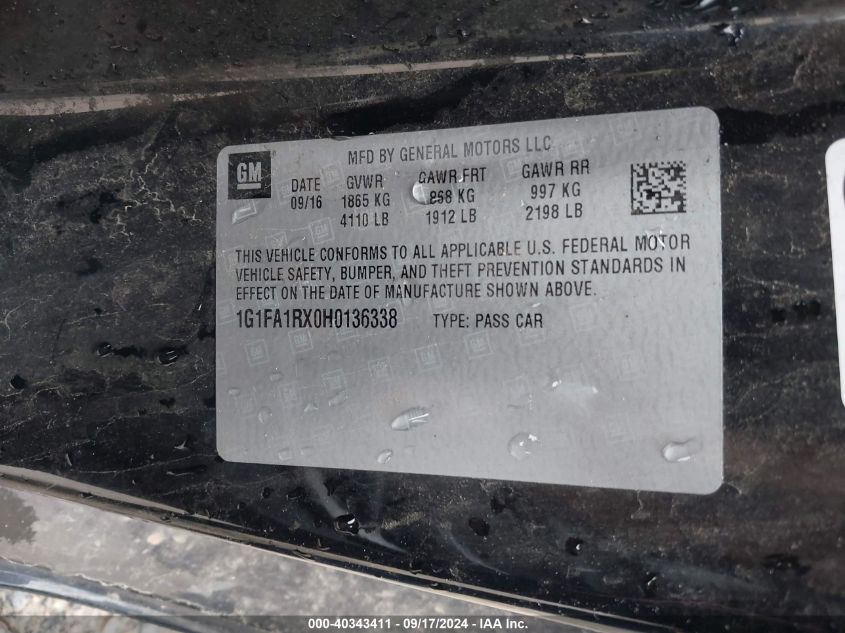 GM
MFD BY GENERAL MOTORS LLC
DATE GVWR GAWR FRT GAWR RR
09/16 1865 KG 868 KG 997 KG
4110 LB 1912 LB 2198 LB
THIS VEHICLE CONFORMS TO ALL APPLICABLE U.S. FEDERAL MOTOR
VEHICLE SAFETY, BUMPER, AND THEFT PREVENTION STANDARDS IN
EFFECT ON THE DATE OF MANUFACTURE SHOWN ABOVE.
1G1FA1RX0H0136338 TYPE: PASS CAR
000-40343411 - 09/17/2024 - IAA Inc.